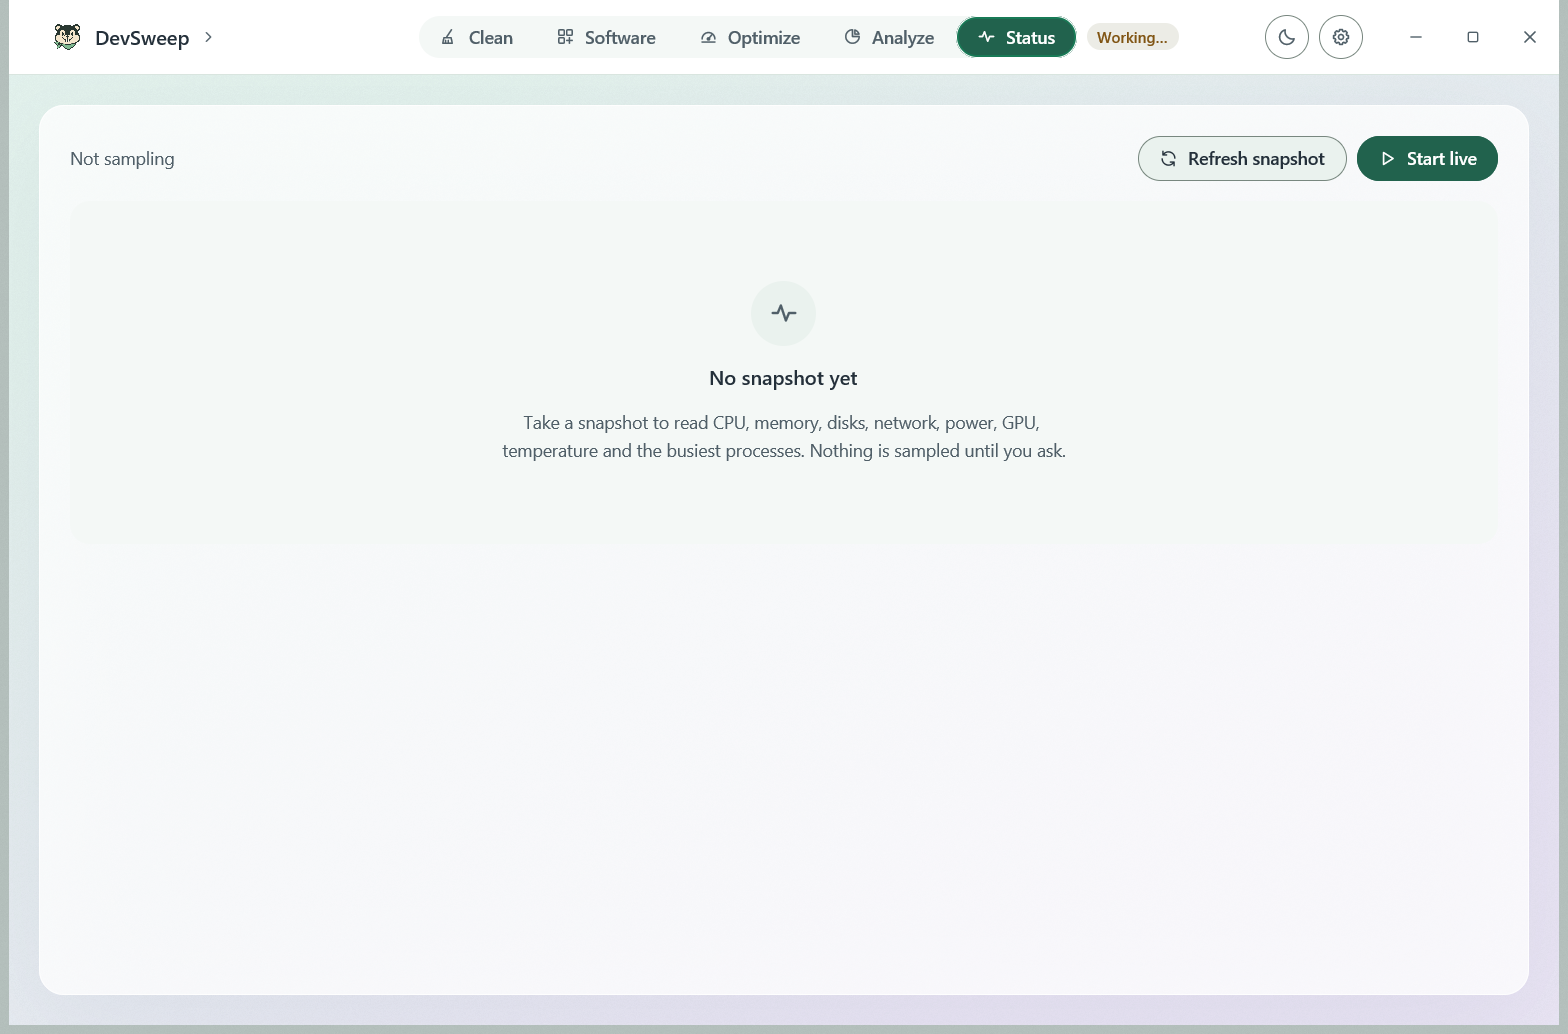 DevSweep
Clean
Software
Optimize
Analyze
Status
Working...
Not sampling
Refresh snapshot
Start live
No snapshot yet
Take a snapshot to read CPU, memory, disks, network, power, GPU,
temperature and the busiest processes. Nothing is sampled until you ask.